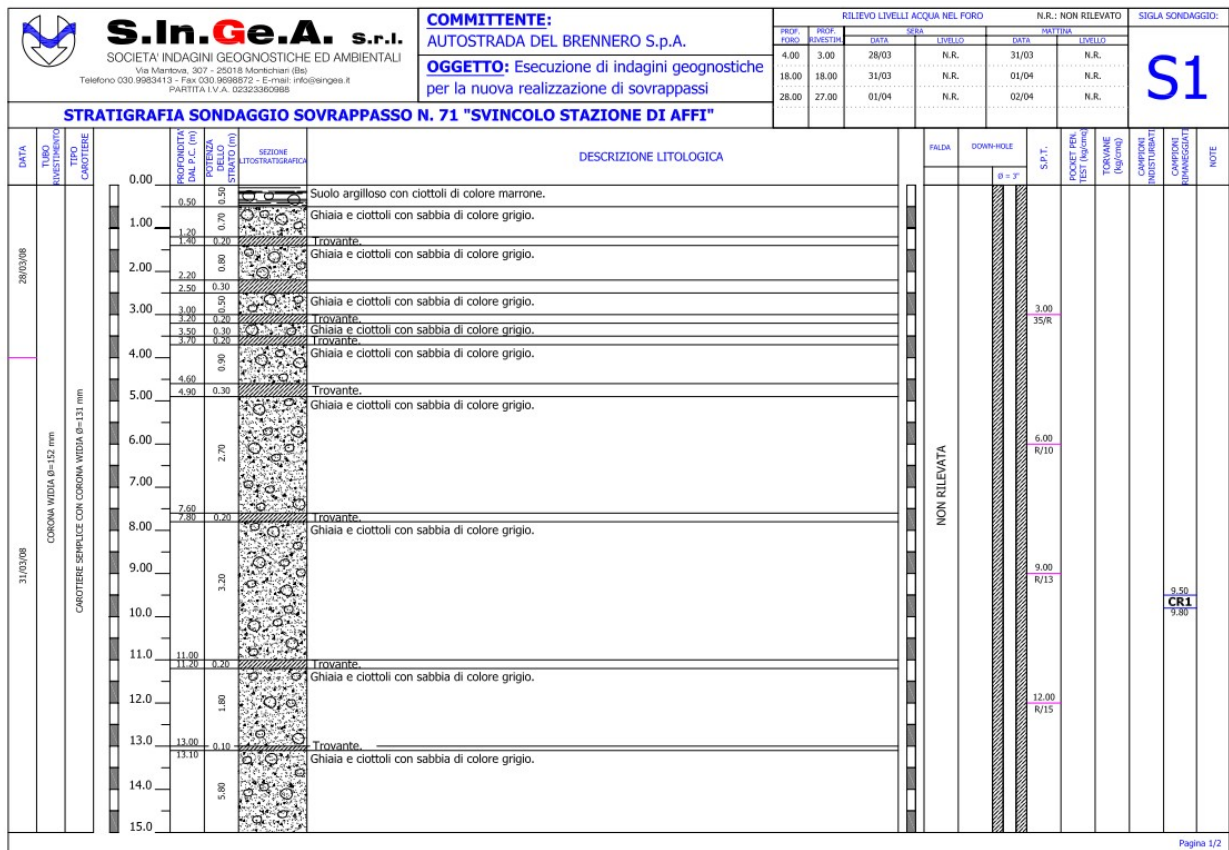 S.In.Ge.A. s.r.l.
SOCIETA' INDAGINI GEOGNOSTICHE ED AMBIENTALI
Via Mantova, 307 - 25018 Montichiari (Bs)
Telefono 030.9983413 - Fax 030.9698872 - E-mail: info@singea.it
PARTITA I.V.A. 02323360988
COMMITTENTE:
AUTOSTRADA DEL BRENNERO S.p.A.
OGGETTO: Esecuzione di indagini geognostiche
per la nuova realizzazione di sovrappassi
RILIEVO LIVELLI ACQUA NEL FORO N.R.: NON RILEVATO
PROF. FORO PROF. RIVESTIM. SERA MATTINA
DATA LIVELLO DATA LIVELLO
4.00 3.00 28/03 N.R. 31/03 N.R.
18.00 18.00 31/03 N.R. 01/04 N.R.
28.00 27.00 01/04 N.R. 02/04 N.R.
SIGLA SONDAGGIO:
S1
STRATIGRAFIA SONDAGGIO SOVRAPPASSO N. 71 "SVINCOLO STAZIONE DI AFFI"
DATA
TUBO RIVESTIMENTO
TIPO CAROTIERE
PROFONDITA' DAL P.C. (m)
POTENZA DELLO STRATO (m)
SEZIONE LITOSTRATIGRAFICA
DESCRIZIONE LITOLOGICA
FALDA
DOWN-HOLE
Ø = 3"
S.P.T.
POCKET PEN. TEST (kg/cmq)
TORVANE (kg/cmq)
CAMPIONI INDISTURBATI
CAMPIONI RIMANEGGIATI
NOTE
28/03/08
31/03/08
CORONA WIDIA Ø=152 mm
CAROTIERE SEMPLICE CON CORONA WIDIA Ø=131 mm
0.00
1.00
2.00
3.00
4.00
5.00
6.00
7.00
8.00
9.00
10.0
11.0
12.0
13.0
14.0
15.0
0.50 0.50 Suolo argilloso con ciottoli di colore marrone.
1.20 0.70 Ghiaia e ciottoli con sabbia di colore grigio.
1.40 0.20 Trovante.
2.20 0.80 Ghiaia e ciottoli con sabbia di colore grigio.
2.50 0.30
3.00 0.50 Ghiaia e ciottoli con sabbia di colore grigio.
3.20 0.20 Trovante.
3.50 0.30 Ghiaia e ciottoli con sabbia di colore grigio.
3.70 0.20 Trovante.
4.60 0.90 Ghiaia e ciottoli con sabbia di colore grigio.
4.90 0.30 Trovante.
7.60 2.70 Ghiaia e ciottoli con sabbia di colore grigio.
7.80 0.20 Trovante.
11.00 3.20 Ghiaia e ciottoli con sabbia di colore grigio.
11.20 0.20 Trovante.
13.00 1.80 Ghiaia e ciottoli con sabbia di colore grigio.
13.10 0.10 Trovante.
5.80 Ghiaia e ciottoli con sabbia di colore grigio.
NON RILEVATA
3.00
35/R
6.00
R/10
9.00
R/13
12.00
R/15
9.50
CR1
9.80
Pagina 1/2